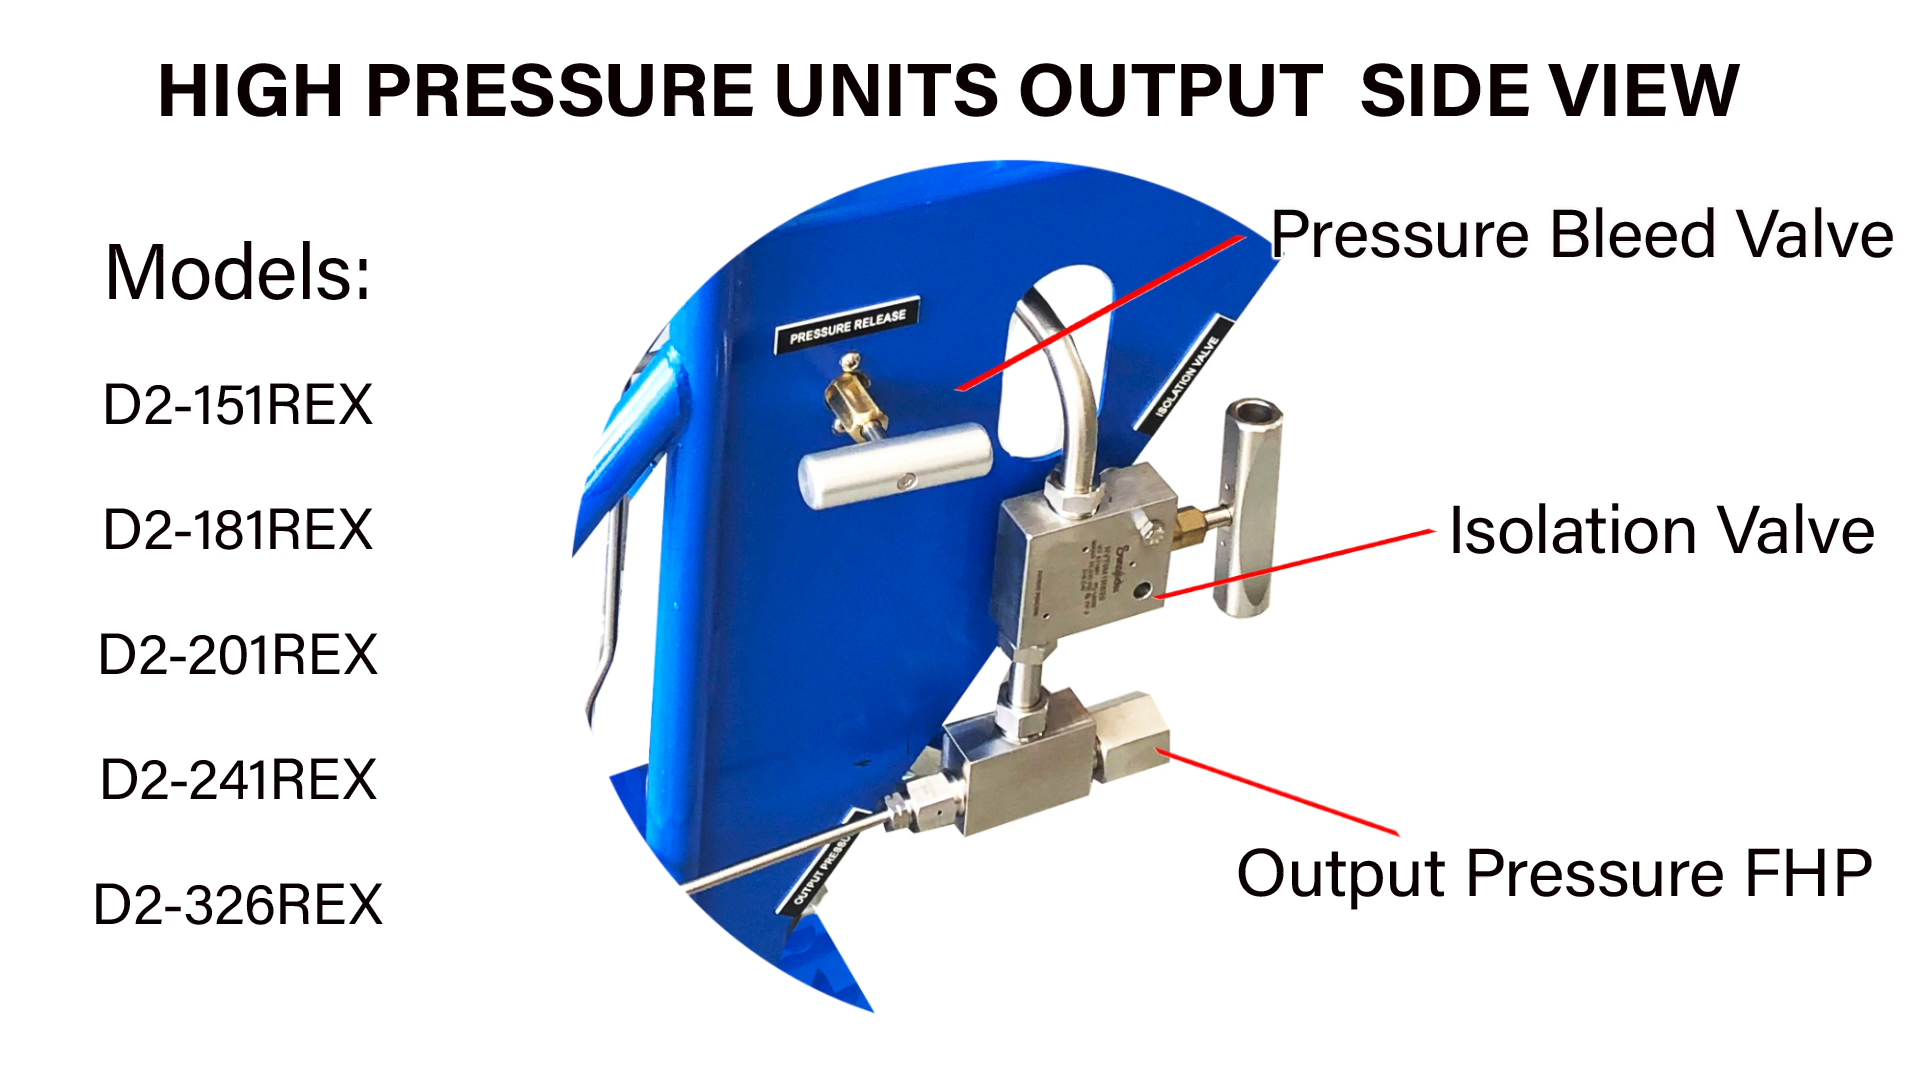 HIGH PRESSURE UNITS OUTPUT SIDE VIEW
Models:
D2-151REX
D2-181REX
D2-201REX
D2-241REX
D2-326REX
Pressure Bleed Valve
PRESSURE RELEASE
ISOLATION VALVE
Isolation Valve
Output Pressure FHP
OUTPUT